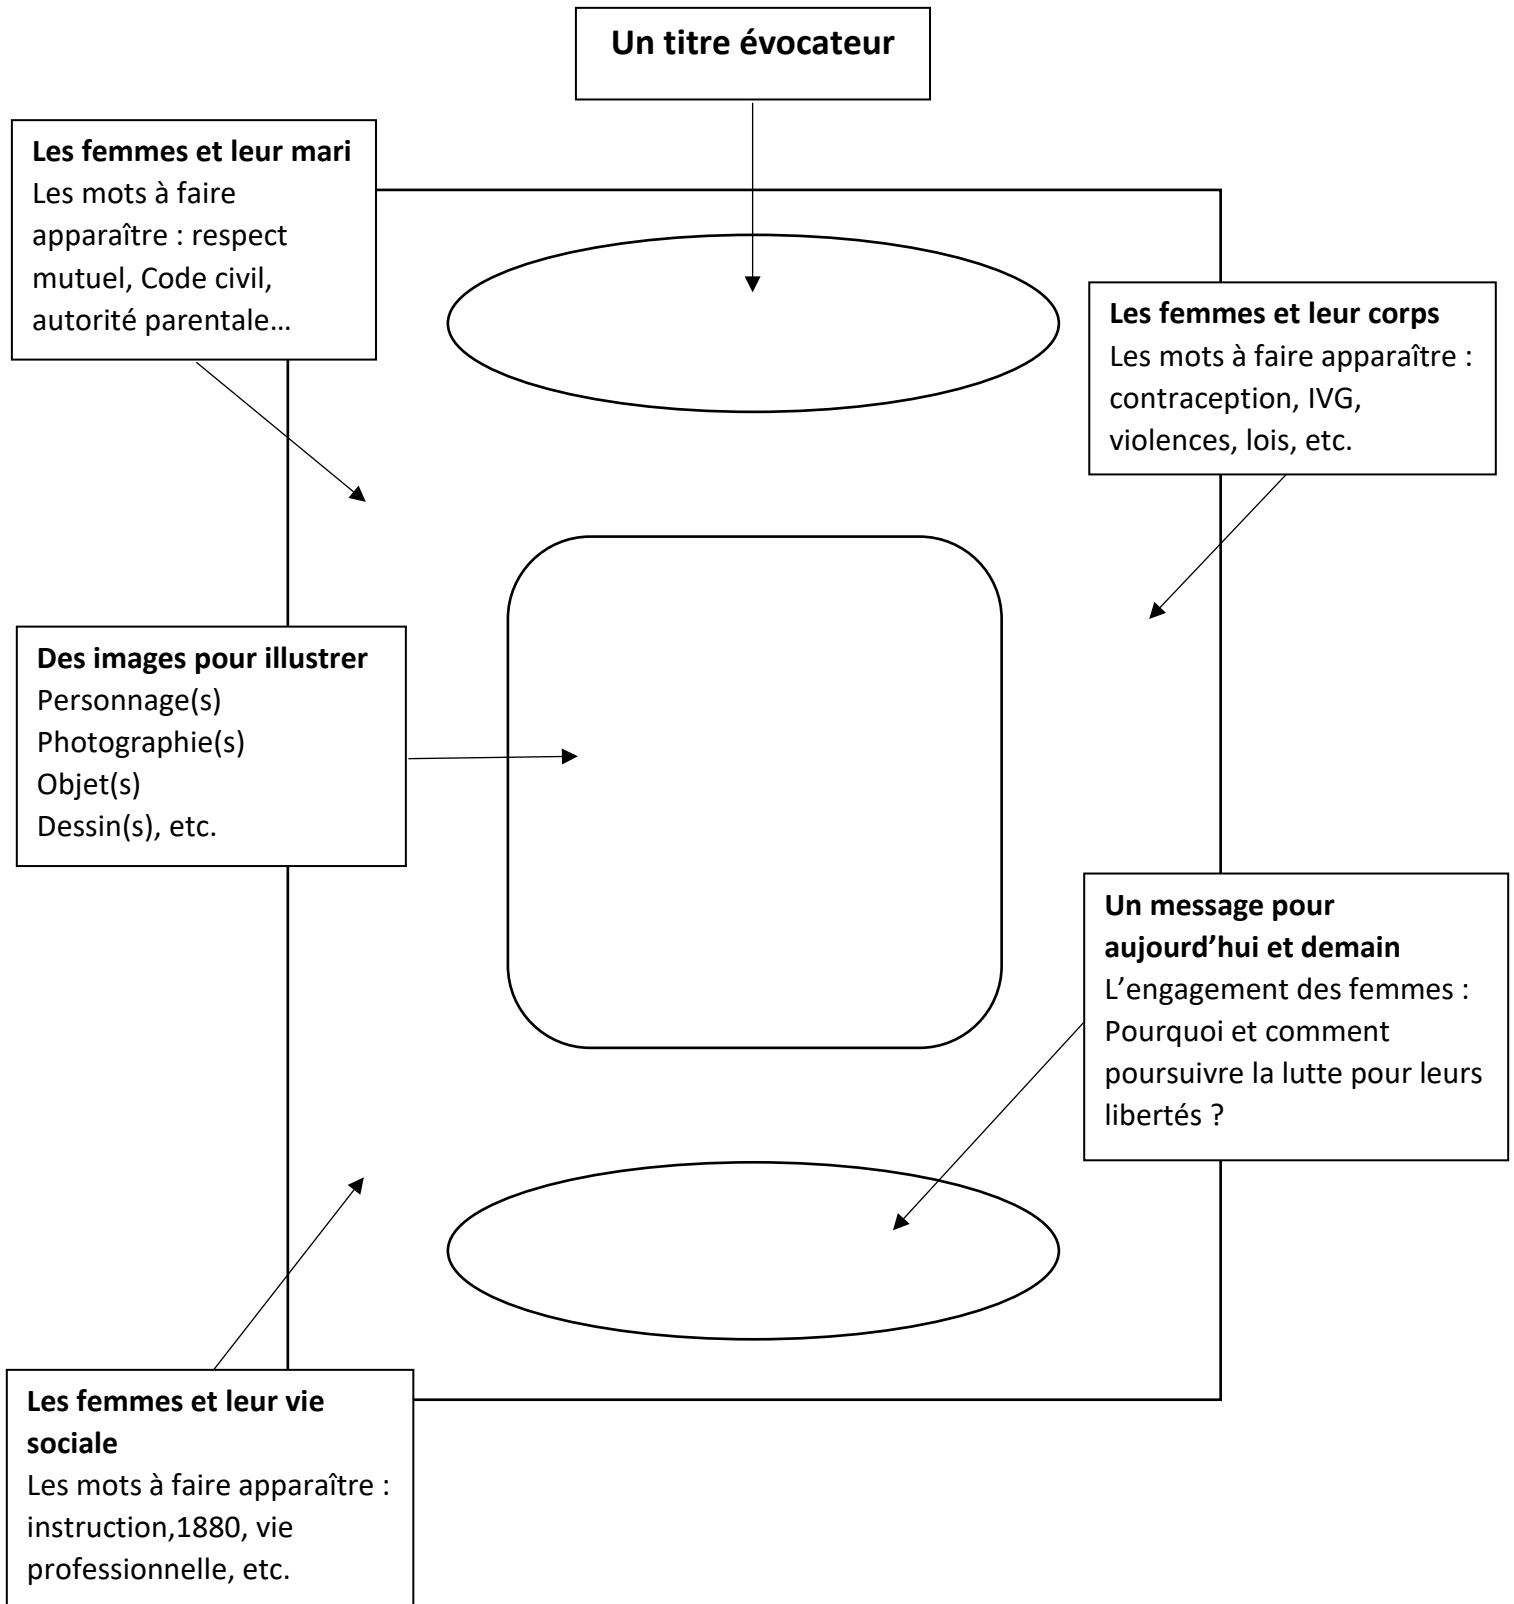 Un titre évocateur
Les femmes et leur mari
Les mots à faire
apparaître : respect
mutuel, Code civil,
autorité parentale…
Les femmes et leur corps
Les mots à faire apparaître :
contraception, IVG,
violences, lois, etc.
Des images pour illustrer
Personnage(s)
Photographie(s)
Objet(s)
Dessin(s), etc.
Un message pour
aujourd’hui et demain
L’engagement des femmes :
Pourquoi et comment
poursuivre la lutte pour leurs
libertés ?
Les femmes et leur vie
sociale
Les mots à faire apparaître :
instruction,1880, vie
professionnelle, etc.